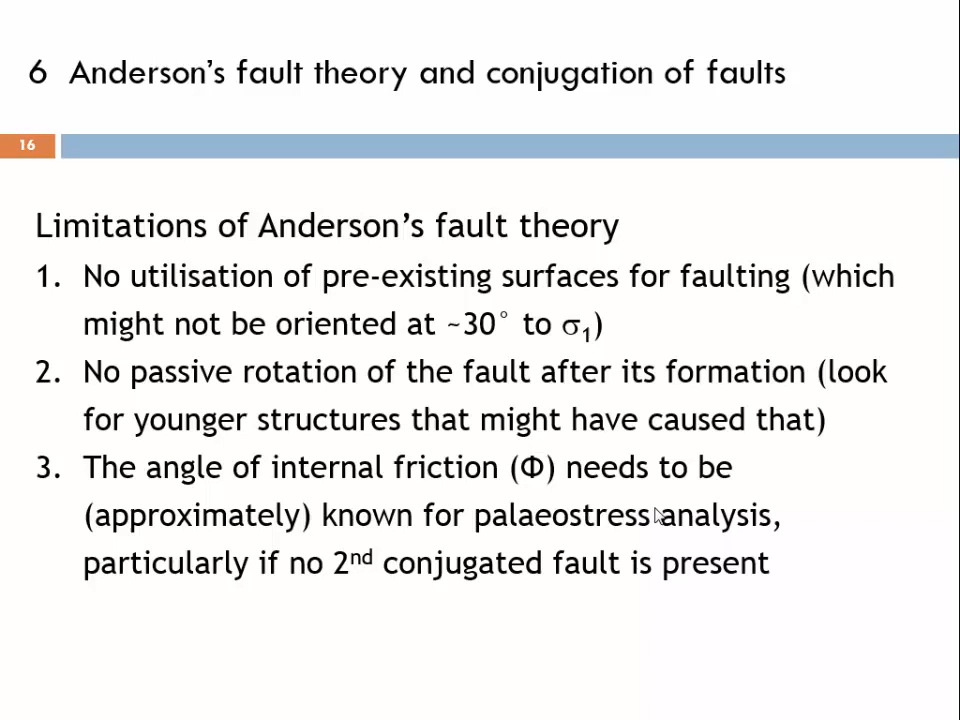 6 Anderson’s fault theory and conjugation of faults
16
Limitations of Anderson’s fault theory
1. No utilisation of pre-existing surfaces for faulting (which
might not be oriented at ~30° to σ₁)
2. No passive rotation of the fault after its formation (look
for younger structures that might have caused that)
3. The angle of internal friction (Φ) needs to be
(approximately) known for palaeostress analysis,
particularly if no 2nd conjugated fault is present